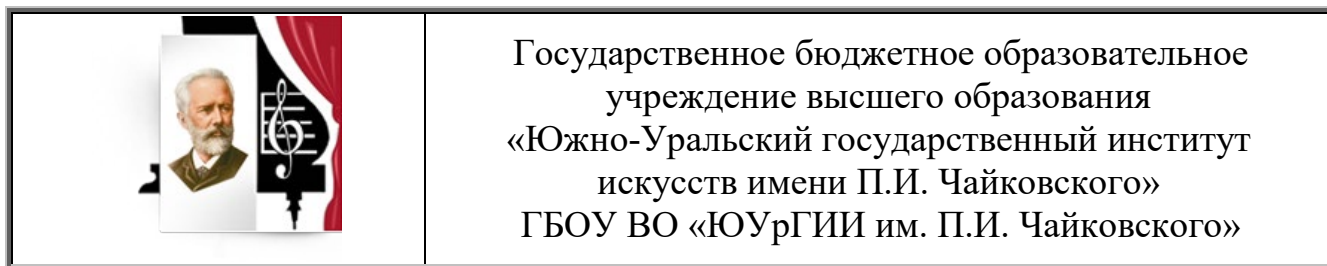 Государственное бюджетное образовательное
учреждение высшего образования
«Южно-Уральский государственный институт
искусств имени П.И. Чайковского»
ГБОУ ВО «ЮУрГИИ им. П.И. Чайковского»